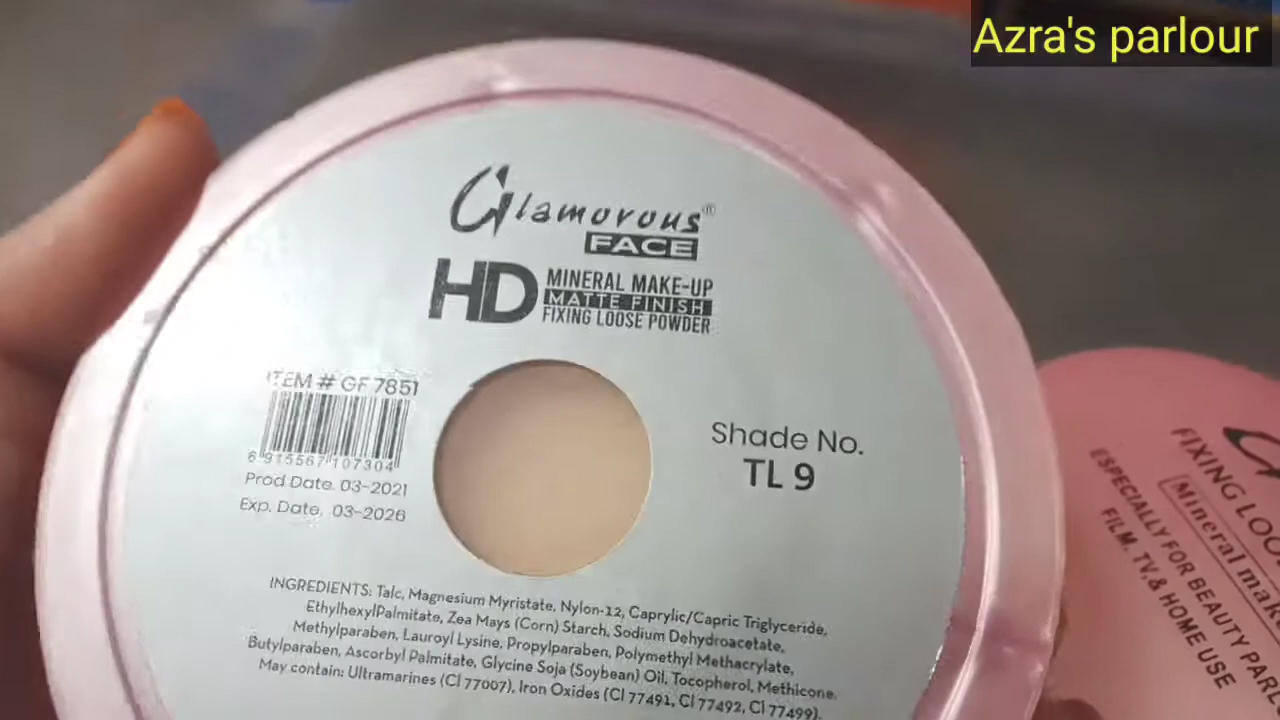 Azra's parlour
Glamorous®
FACE
HD MINERAL MAKE-UP
MATTE FINISH
FIXING LOOSE POWDER
ITEM # GF 7851
6 915567 107304
Prod Date. 03-2021
Exp. Date, 03-2026
Shade No.
TL 9
INGREDIENTS: Talc, Magnesium Myristate, Nylon-12, Caprylic/Capric Triglyceride,
EthylhexylPalmitate, Zea Mays (Corn) Starch, Sodium Dehydroacetate,
Methylparaben, Lauroyl Lysine, Propylparaben, Polymethyl Methacrylate,
Butylparaben, Ascorbyl Palmitate, Glycine Soja (Soybean) Oil, Tocopherol, Methicone.
May contain: Ultramarines (CI 77007), Iron Oxides (CI 77491, CI 77492, CI 77499).
FIXING
Mineral
ESPECIALLY FOR BEAUTY
FILM, TV,& HOME USE